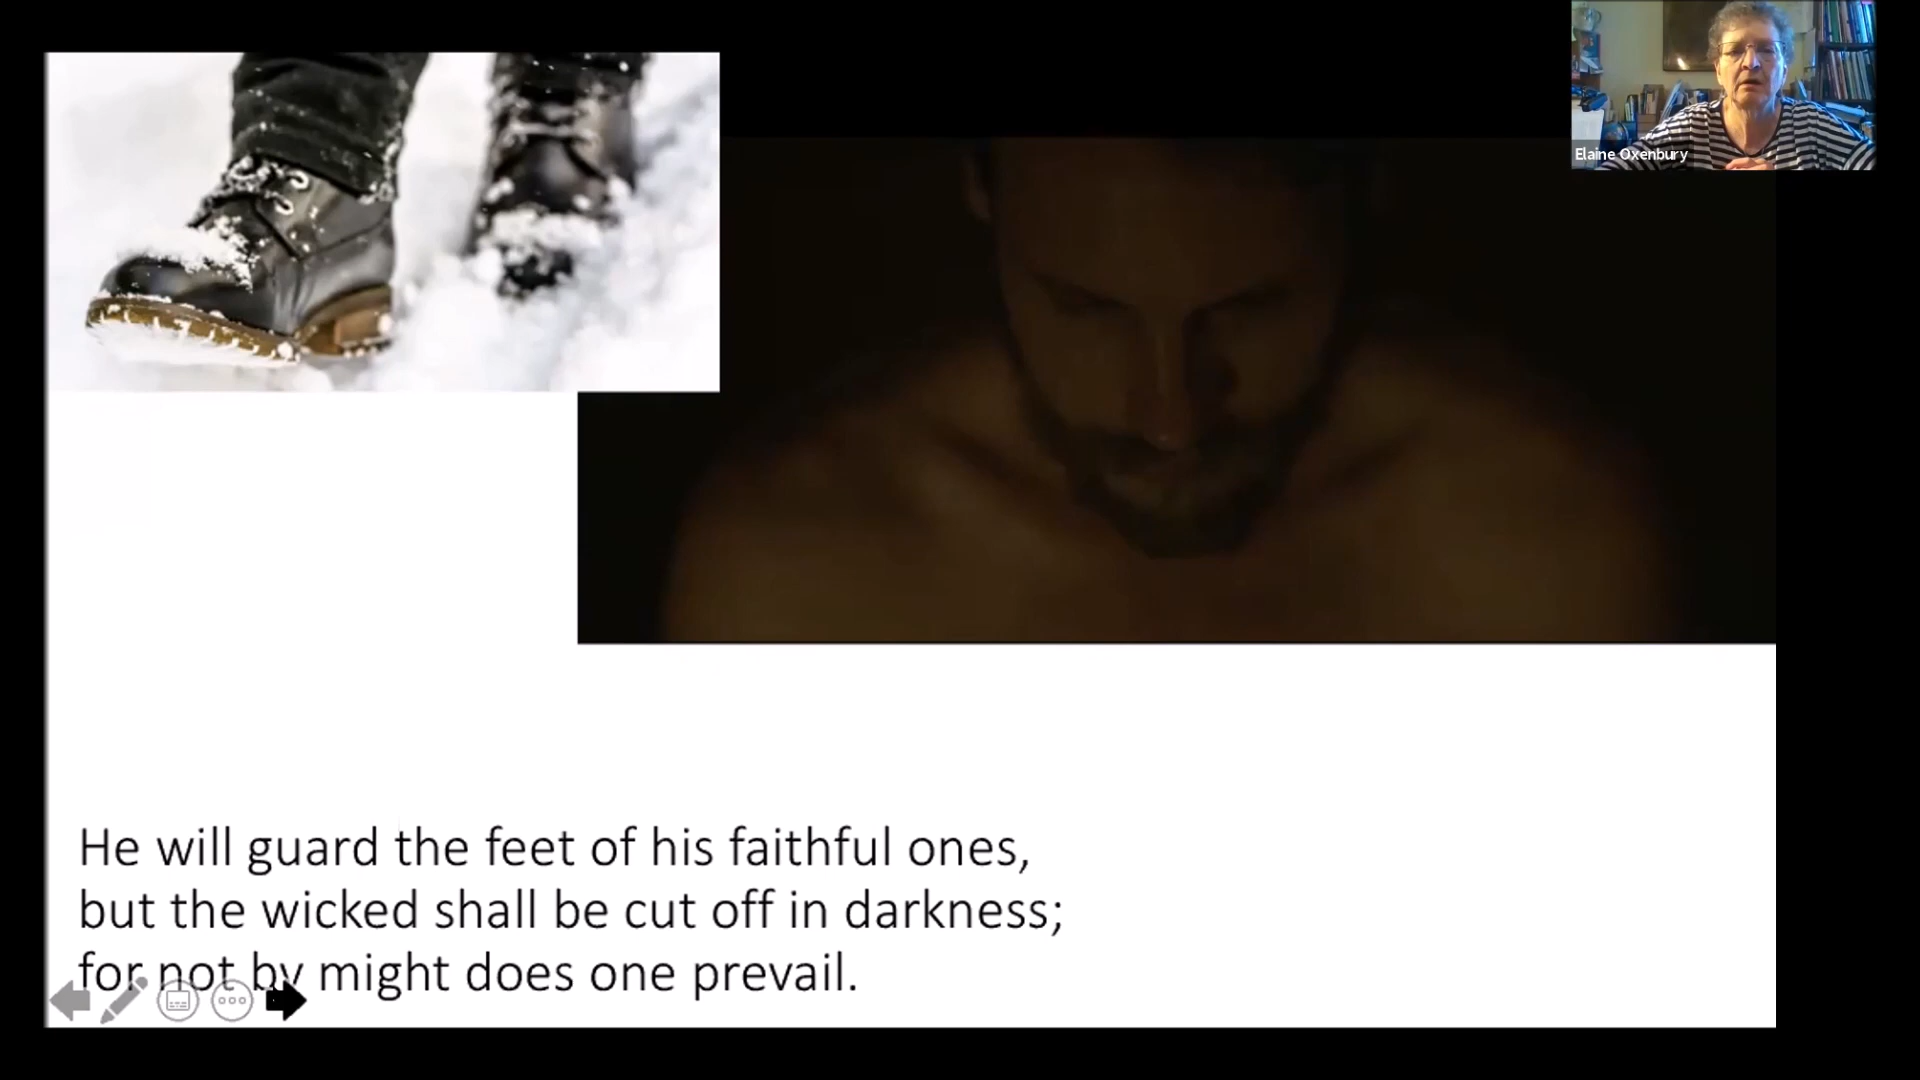 Elaine Oxenbury
He will guard the feet of his faithful ones,
but the wicked shall be cut off in darkness;
for not by might does one prevail.